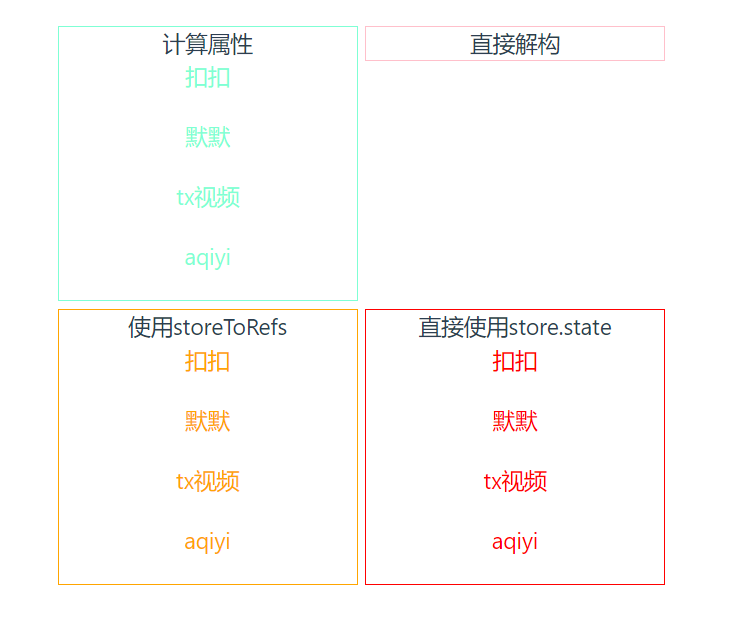 计算属性
扣扣
默默
tx视频
aqiyi
直接解构
使用storeToRefs
扣扣
默默
tx视频
aqiyi
直接使用store.state
扣扣
默默
tx视频
aqiyi